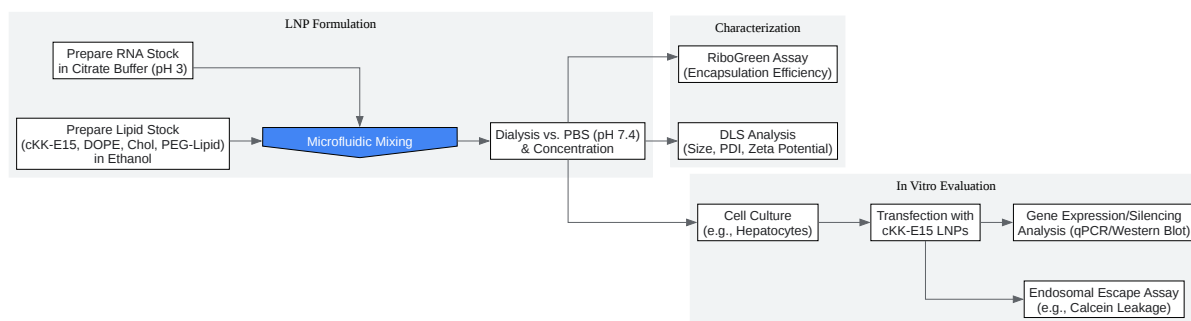 LNP Formulation
Prepare RNA Stock
in Citrate Buffer (pH 3)
Prepare Lipid Stock
(cKK-E15, DOPE, Chol, PEG-Lipid)
in Ethanol
Microfluidic Mixing
Dialysis vs. PBS (pH 7.4)
& Concentration
Characterization
RiboGreen Assay
(Encapsulation Efficiency)
DLS Analysis
(Size, PDI, Zeta Potential)
In Vitro Evaluation
Cell Culture
(e.g., Hepatocytes)
Transfection with
cKK-E15 LNPs
Gene Expression/Silencing
Analysis (qPCR/Western Blot)
Endosomal Escape Assay
(e.g., Calcein Leakage)